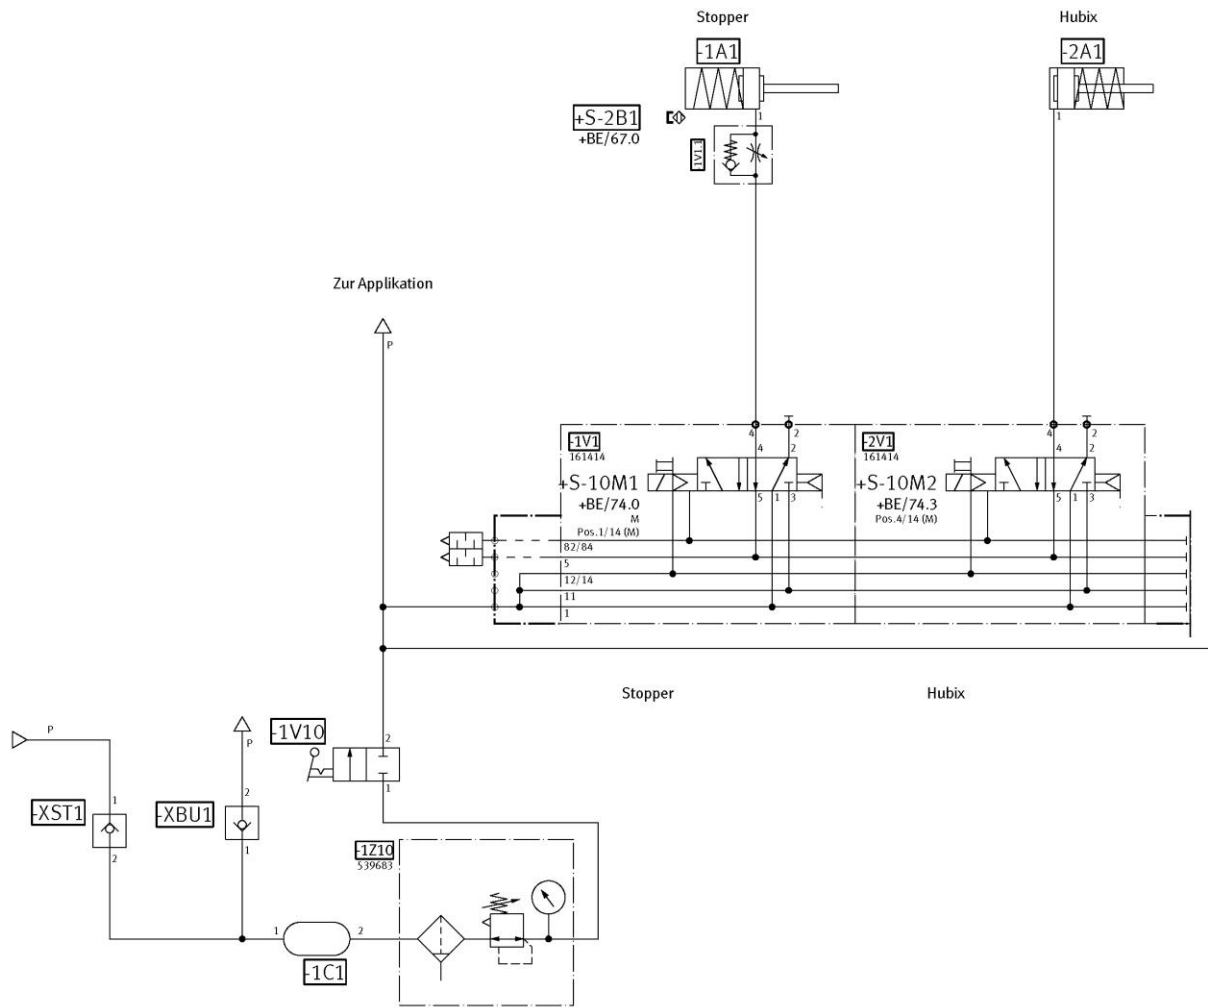 Stopper
Hubix
-1A1
-2A1
1
1
+S-2B1
+BE/67.0
1V1.1
Zur Applikation
P
4
2
4
2
-1V1
161414
4
2
-2V1
161414
4
2
+S-10M1
+BE/74.0
M
Pos.1/14 (M)
5
1
3
+S-10M2
+BE/74.3
Pos.4/14 (M)
5
1
3
82/84
5
12/14
11
1
Stopper
Hubix
P
P
-1V10
2
1
-XST1
1
2
-XBU1
2
1
-1Z10
539683
1
2
-1C1